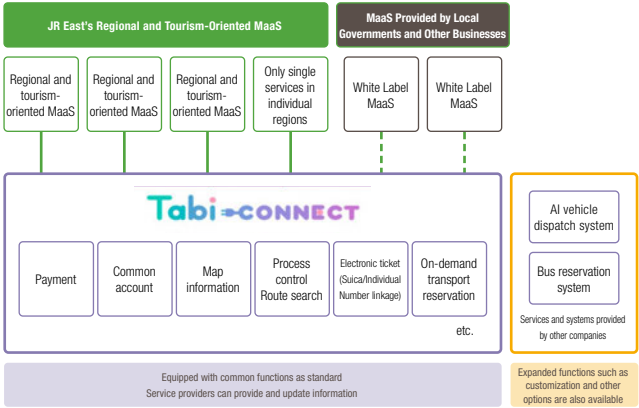 JR East's Regional and Tourism-Oriented MaaS
MaaS Provided by Local
Governments and Other Businesses
Regional and
tourism-
oriented MaaS
Regional and
tourism-
oriented MaaS
Regional and
tourism-
oriented MaaS
Only single
services in
individual
regions
White Label
MaaS
White Label
MaaS
Tabi CONNECT
Payment
Common
account
Map
information
Process
control
Route search
Electronic ticket
(Suica/Individual
Number linkage)
On-demand
transport
reservation
etc.
AI vehicle
dispatch system
Bus reservation
system
Services and systems provided
by other companies
Equipped with common functions as standard
Service providers can provide and update information
Expanded functions such as
customization and other
options are also available